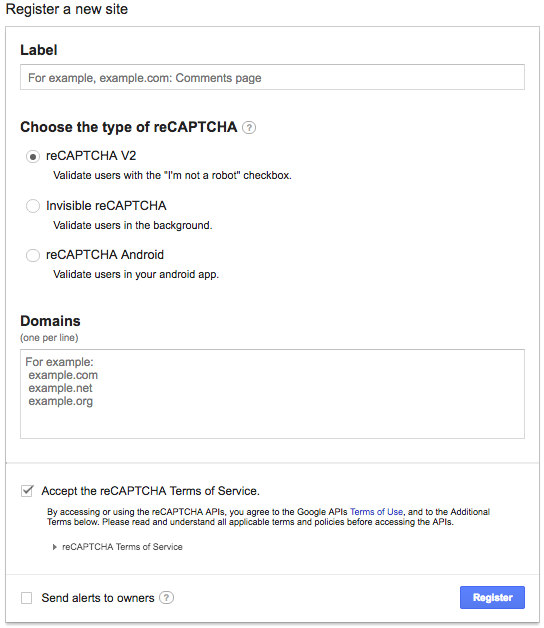 Register a new site
Label
For example, example.com: Comments page
Choose the type of reCAPTCHA ?
reCAPTCHA V2
Validate users with the "I'm not a robot" checkbox.
Invisible reCAPTCHA
Validate users in the background.
reCAPTCHA Android
Validate users in your android app.
Domains
(one per line)
For example:
example.com
example.net
example.org
Accept the reCAPTCHA Terms of Service.
By accessing or using the reCAPTCHA APIs, you agree to the Google APIs Terms of Use, and to the Additional
Terms below. Please read and understand all applicable terms and policies before accessing the APIs.
reCAPTCHA Terms of Service
Send alerts to owners ?
Register